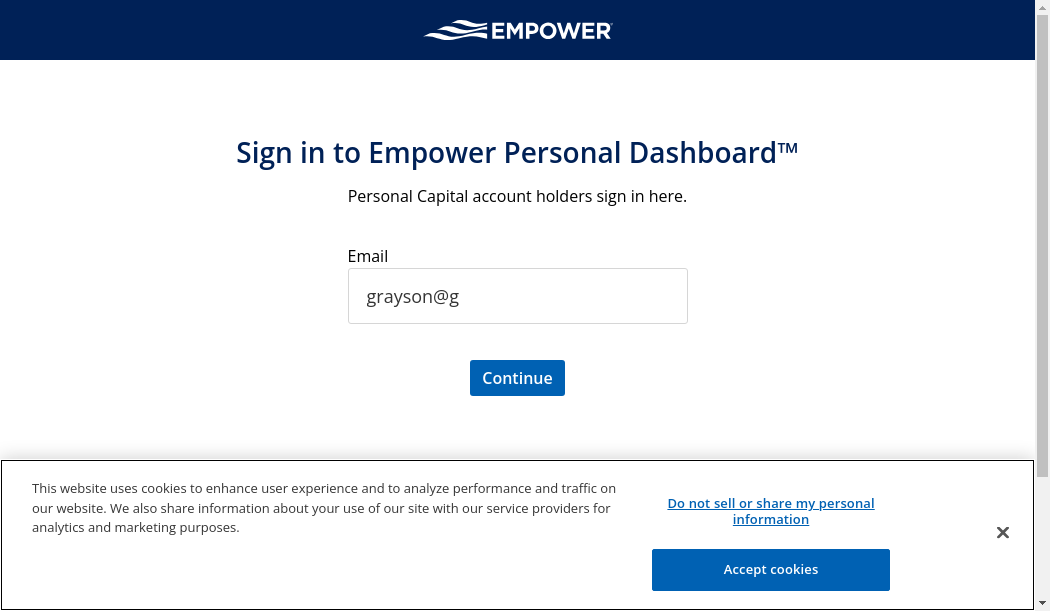 EMPOWER
Sign in to Empower Personal Dashboard™
Personal Capital account holders sign in here.
Email
grayson@g
Continue
This website uses cookies to enhance user experience and to analyze performance and traffic on
our website. We also share information about your use of our site with our service providers for
analytics and marketing purposes.
Do not sell or share my personal
information
Accept cookies